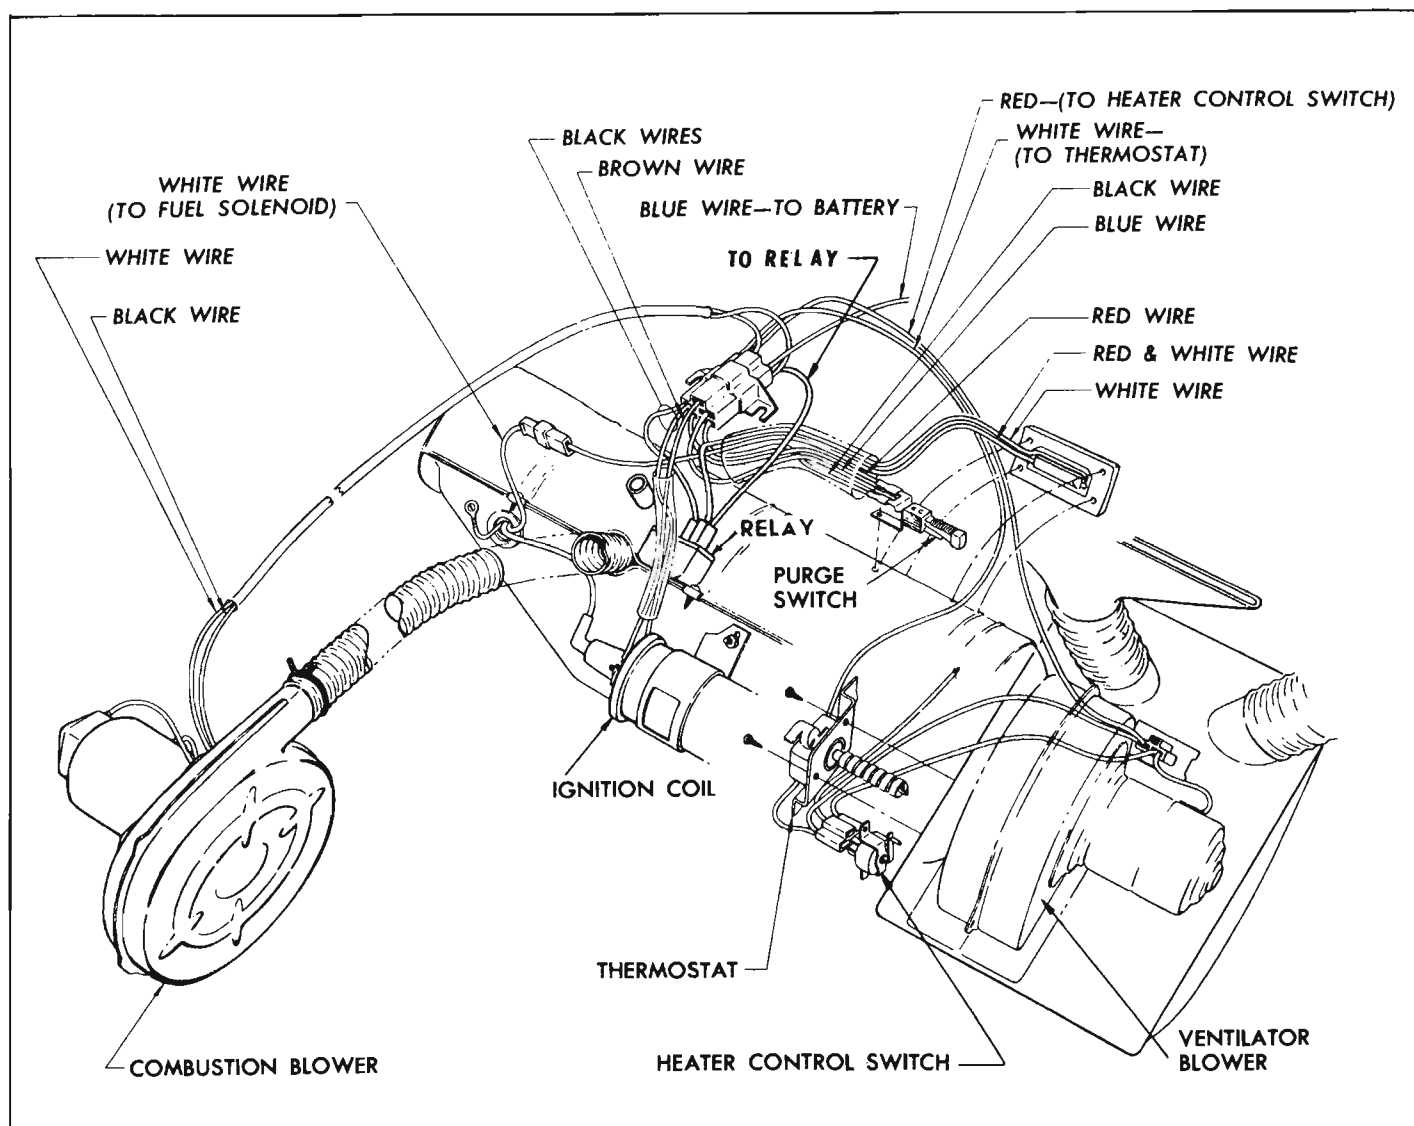 RED—(TO HEATER CONTROL SWITCH)
BLACK WIRES
WHITE WIRE—
(TO THERMOSTAT)
BROWN WIRE
WHITE WIRE
(TO FUEL SOLENOID)
BLACK WIRE
BLUE WIRE—TO BATTERY
BLUE WIRE
WHITE WIRE
TO RELAY
BLACK WIRE
RED WIRE
RED & WHITE WIRE
WHITE WIRE
RELAY
PURGE
SWITCH
IGNITION COIL
THERMOSTAT
VENTILATOR
BLOWER
HEATER CONTROL SWITCH
COMBUSTION BLOWER